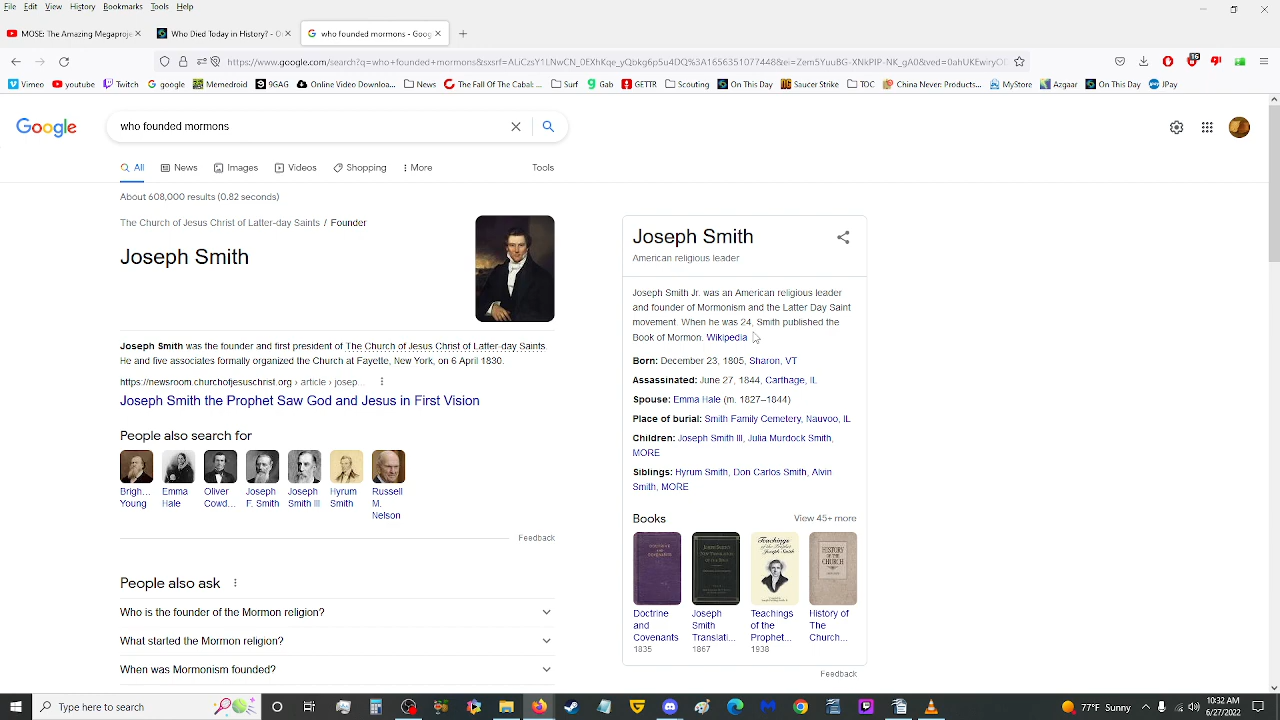 File Edit View History Bookmarks Tools Help
MOSE: The Amazing Megaproje
Who Died Today in History? - O
who founded mormons - Goog
Vimeo youtube Twitch google Memedroid 9GAG On This Day Devolver... News The Fall Of The Cabal... Surf Gab GETTR Scouting Saucer Strike TOC China Never: Products... MyStore Azgaar On This Day JPay
Google
who founded mormons
All News Images Videos Shopping More Tools
About 608,000 results (0.82 seconds)
The Church of Jesus Christ of Latter-day Saints / Founder
Joseph Smith
Joseph Smith was the founder and first president of The Church of Jesus Christ of Latter-day Saints.
He and five associates formally organized the Church at Fayette, New York, on 6 April 1830.
https://newsroom.churchofjesuschrist.org › article › josep...
Joseph Smith the Prophet Saw God and Jesus in First Vision
People also search for
Brigh... Young
Emma Hale
Oliver Cowd...
Joseph F. Smith
Joseph Smith III
Hyrum Smith
Russell M. Nelson
Feedback
People also ask
Who is the founder of the Mormon religion?
What started the Mormon religion?
When was Mormonism founded?
Joseph Smith
American religious leader
Joseph Smith Jr. was an American religious leader
and founder of Mormonism and the Latter Day Saint
movement. When he was 24, Smith published the
Book of Mormon. Wikipedia
Born: December 23, 1805, Sharon, VT
Assassinated: June 27, 1844, Carthage, IL
Spouse: Emma Hale (m. 1827–1844)
Place of burial: Smith Family Cemetery, Nauvoo, IL
Children: Joseph Smith III, Julia Murdock Smith,
MORE
Siblings: Hyrum Smith, Don Carlos Smith, Alvin
Smith, MORE
Books
View 45+ more
Doctrine and Covenants
1835
Joseph Smith Translati...
1867
Teachings of the Prophet...
1938
History of The Church...
Feedback
Type here to search
77°F Sunny
10:32 AM
6/27/2022